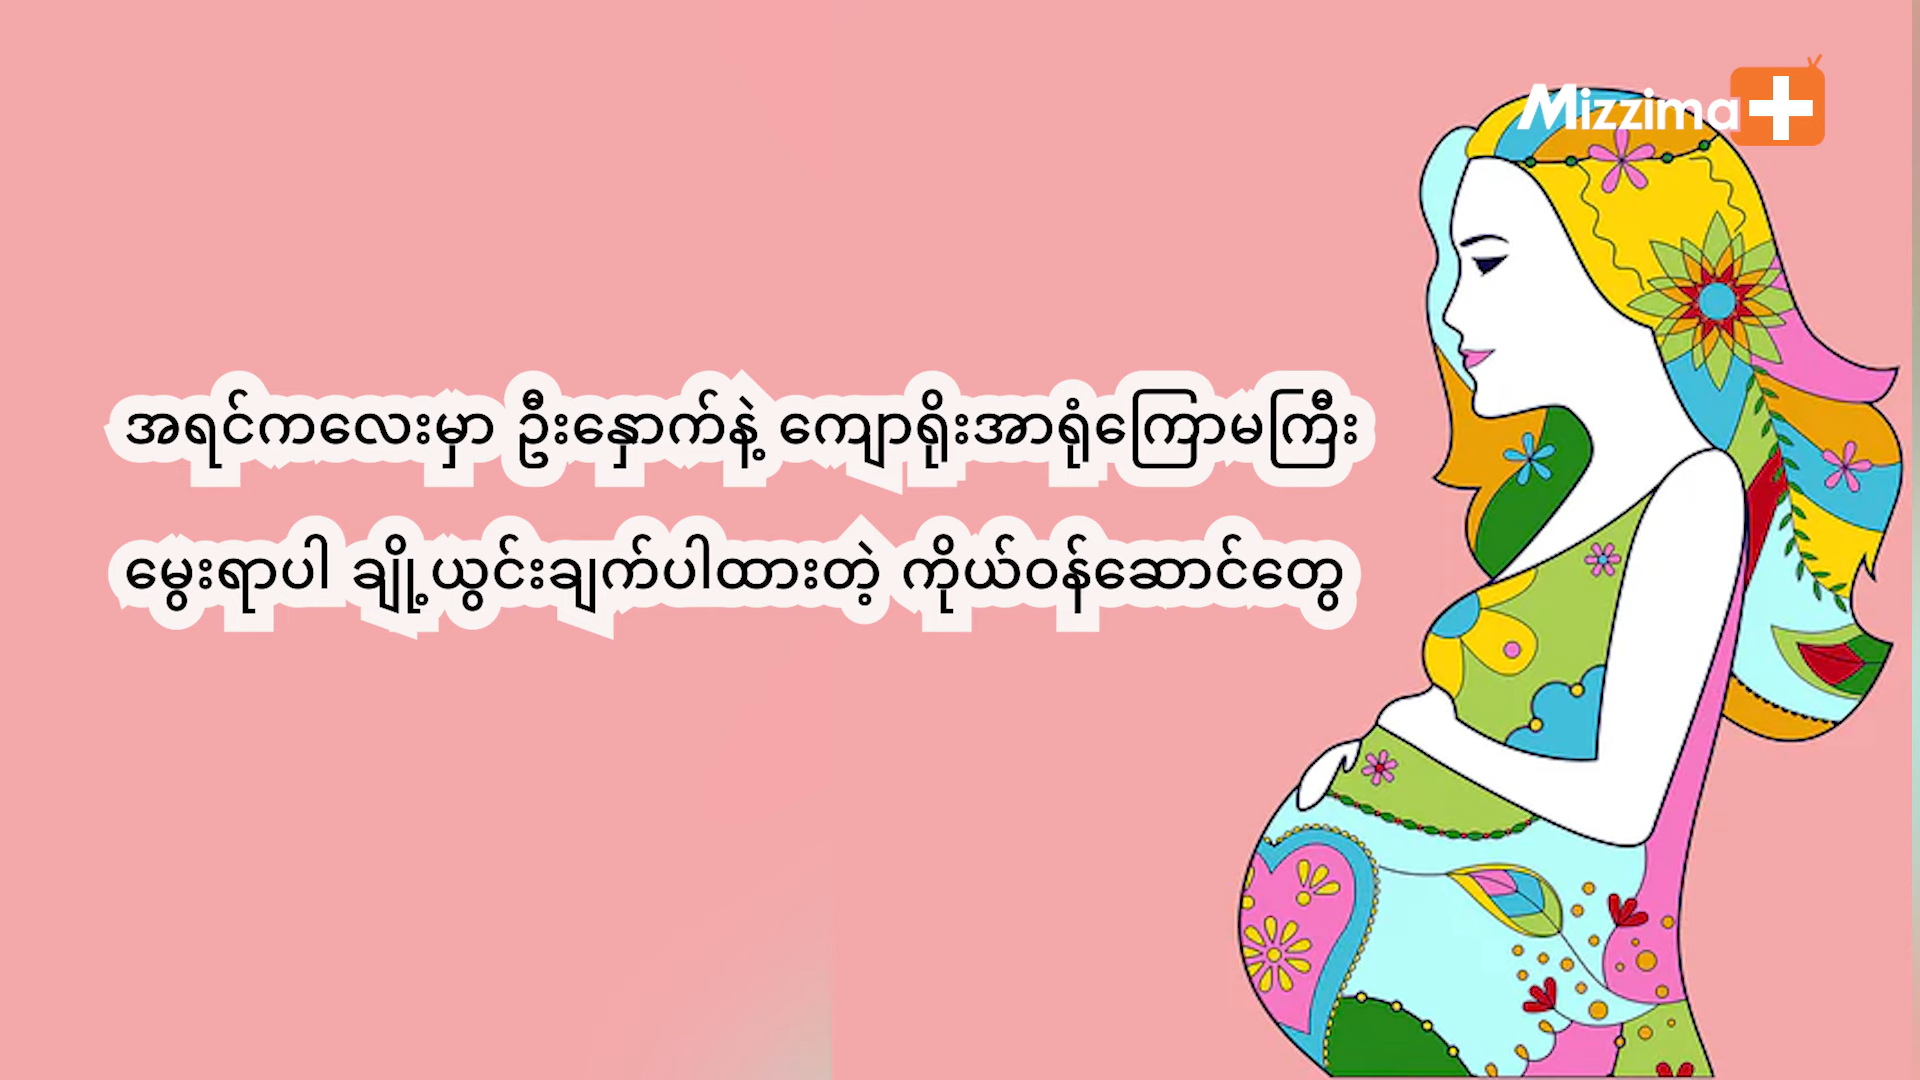 Mizzima+
အရင်ကလေးမှာ ဦးနှောက်နဲ့ ကျောရိုးအာရုံကြောမကြီး
မွေးရာပါ ချို့ယွင်းချက်ပါထားတဲ့ ကိုယ်ဝန်ဆောင်တွေ